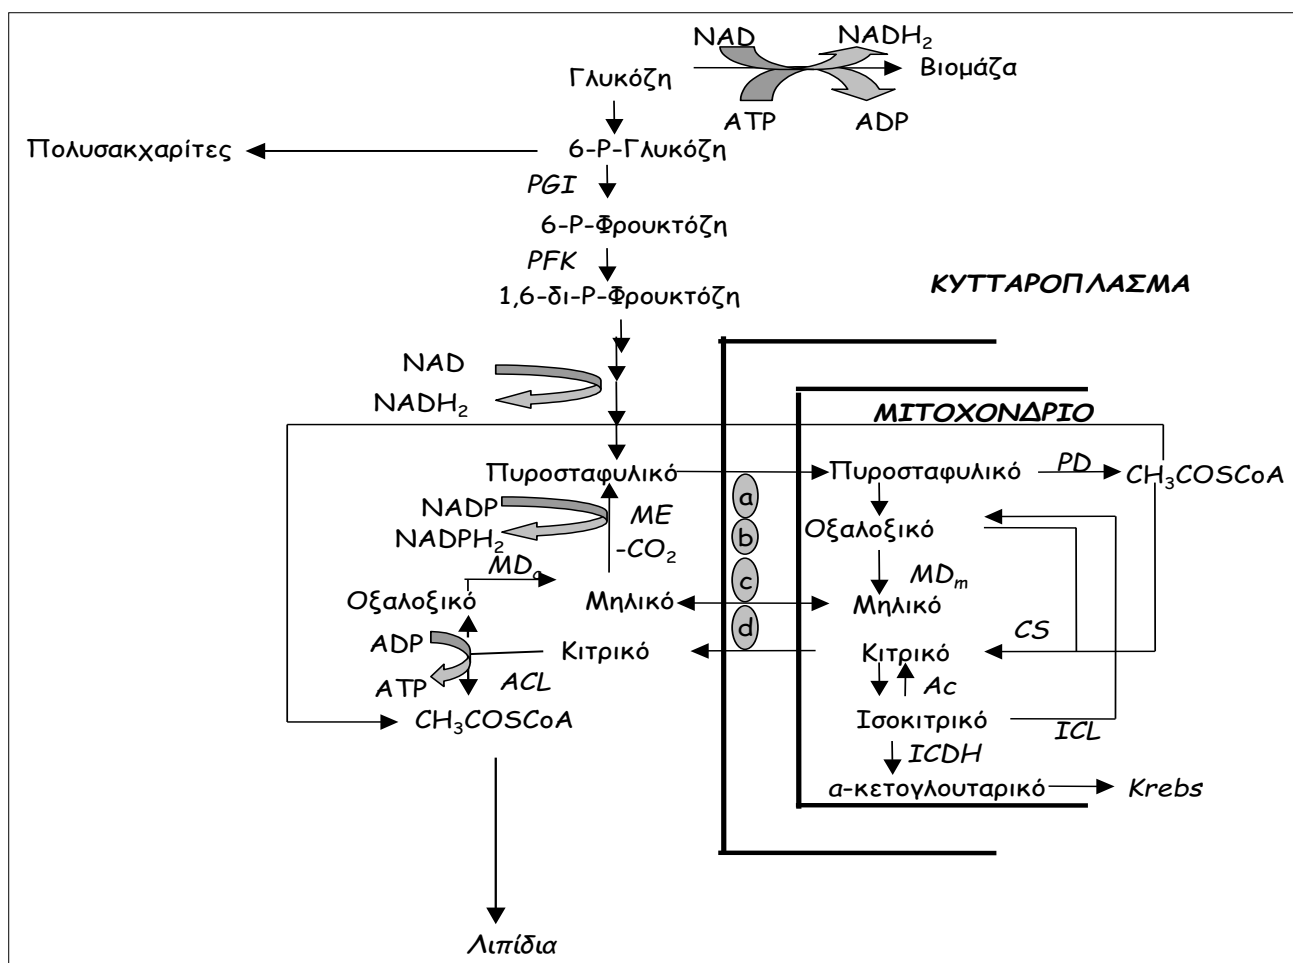 NAD NADH₂
Γλυκόζη Βιομάζα
ATP ADP
Πολυσακχαρίτες 6-P-Γλυκόζη
PGI
6-P-Φρουκτόζη
PFK
1,6-δι-P-Φρουκτόζη
ΚΥΤΤΑΡΟΠΛΑΣΜΑ
NAD
NADH₂
ΜΙΤΟΧΟΝΔΡΙΟ
Πυροσταφυλικό Πυροσταφυλικό PD CH₃COSCoA
a
NADP ME
NADPH₂ -CO₂
b Οξαλοξικό
MD c MD_m
Οξαλοξικό Μηλικό Μηλικό
d CS
ADP Κιτρικό Κιτρικό
ATP ACL Ac
CH₃COSCoA Ισοκιτρικό ICL
ICDH
α-κετογλουταρικό Krebs
Λιπίδια